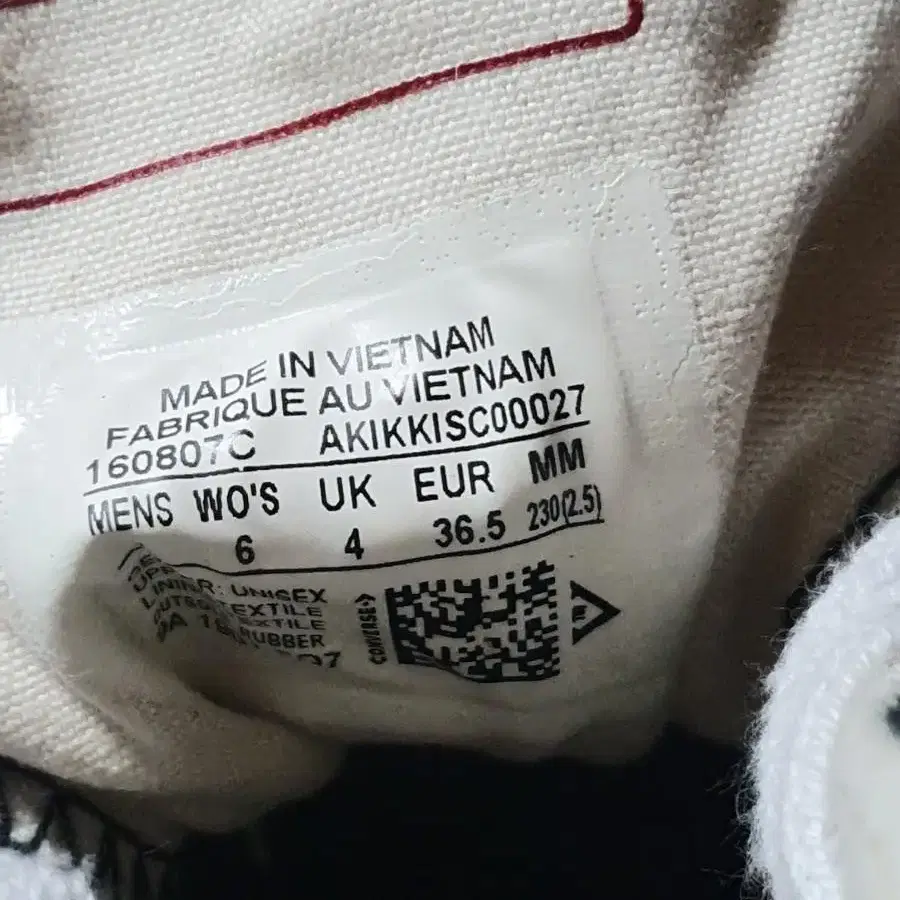 MADE IN VIETNAM
FABRIQUE AU VIETNAM
160807C AKIKKISC00027
MENS WO'S UK EUR MM
6 4 36.5 230(2.5)
UNISEX
TEXTILE
RUBBER
CONVERSE